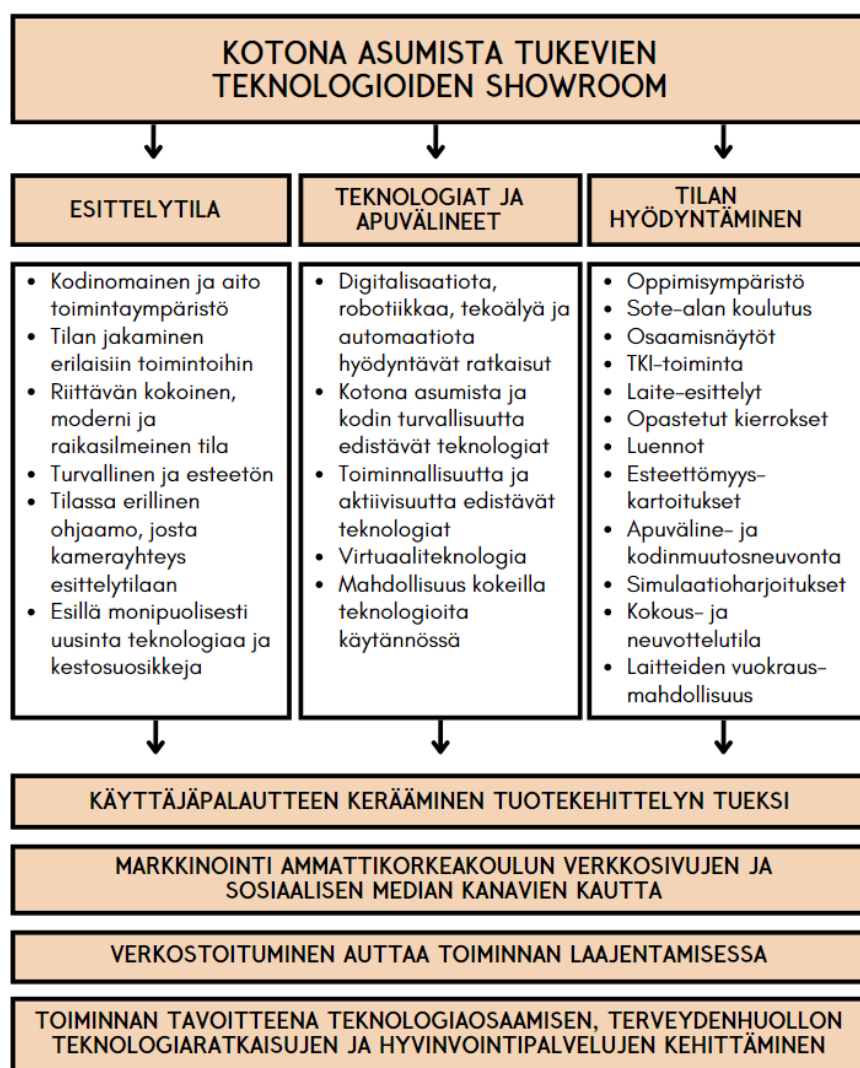 KOTONA ASUMISTA TUKEVIEN
TEKNOLOGIOIDEN SHOWROOM
ESITTELYTILA
• Kodinomainen ja aito
toimintaympäristö
• Tilan jakaminen
erilaisiin toimintoihin
• Riittävän kokoinen,
moderni ja
raikasilmeinen tila
• Turvallinen ja esteetön
• Tilassa erillinen
ohjaamo, josta
kamerayhteys
esittelytilaan
• Esillä monipuolisesti
uusinta teknologiaa ja
kestosuosikkeja
TEKNOLOGIAT JA
APUVÄLINEET
• Digitalisaatiota,
robotiikkaa, tekoälyä ja
automaatiota
hyödyntävät ratkaisut
• Kotona asumista ja
kodin turvallisuutta
edistävät teknologiat
• Toiminnallisuutta ja
aktiivisuutta edistävät
teknologiat
• Virtuaaliteknologia
• Mahdollisuus kokeilla
teknologioita
käytännössä
TILAN
HYÖDYNTÄMINEN
• Oppimisympäristö
• Sote-alan koulutus
• Osaamisnäytöt
• TKI-toiminta
• Laite-esittelyt
• Opastetut kierrokset
• Luennot
• Esteettömyys-
kartoitukset
• Apuväline- ja
kodinmuutosneuvonta
• Simulaatioharjoitukset
• Kokous- ja
neuvottelutila
• Laitteiden vuokraus-
mahdollisuus
KÄYTTÄJÄPALAUTTEEN KERÄÄMINEN TUOTEKEHITTELYN TUEKSI
MARKKINOINTI AMMATTIKORKEAKOULUN VERKKOSIVUJEN JA
SOSIAALISEN MEDIAN KANAVIEN KAUTTA
VERKOSTOITUMINEN AUTTAA TOIMINNAN LAAJENTAMISESSA
TOIMINNAN TAVOITTEENA TEKNOLOGIAOSAAMISEN, TERVEYDENHUOLLON
TEKNOLOGIARATKAISUJEN JA HYVINVOINTIPALVELUJEN KEHITTÄMINEN